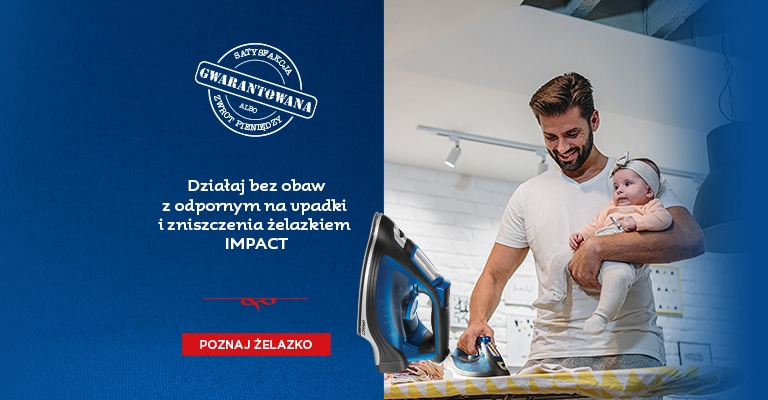 SATYSFAKCJA
GWARANTOWANA
ALBO
ZWROT PIENIĘDZY
Działaj bez obaw
z odpornym na upadki
i zniszczenia żelazkiem
IMPACT
POZNAJ ŻELAZKO